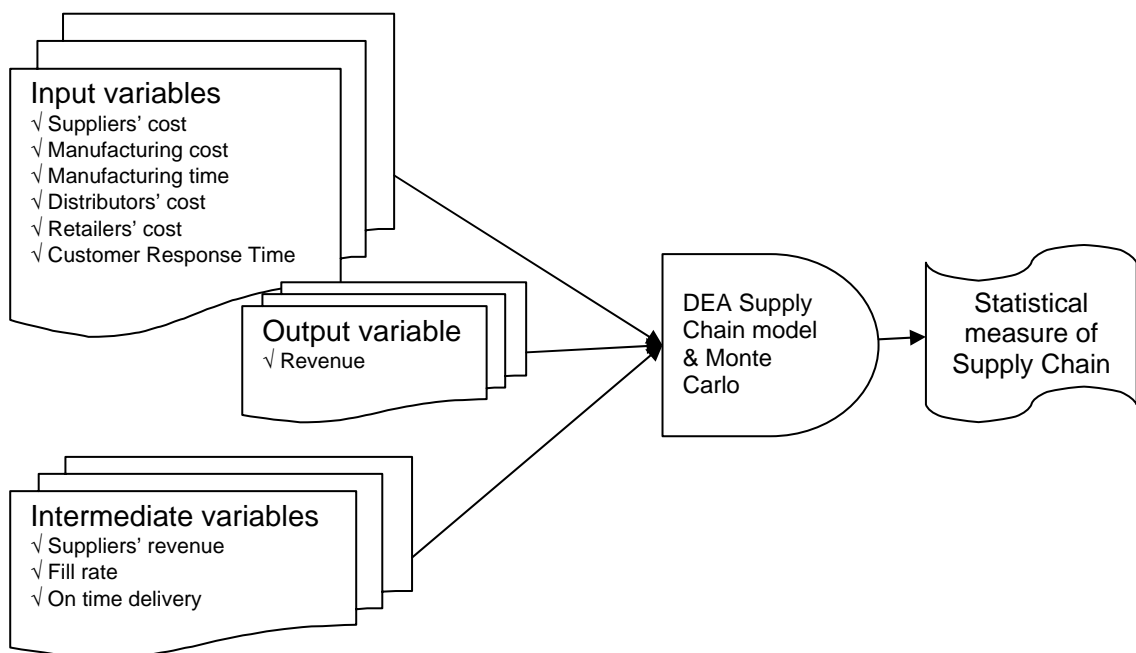 Input variables
√ Suppliers’ cost
√ Manufacturing cost
√ Manufacturing time
√ Distributors’ cost
√ Retailers’ cost
√ Customer Response Time
Output variable
√ Revenue
Intermediate variables
√ Suppliers’ revenue
√ Fill rate
√ On time delivery
DEA Supply
Chain model
& Monte
Carlo
Statistical
measure of
Supply Chain